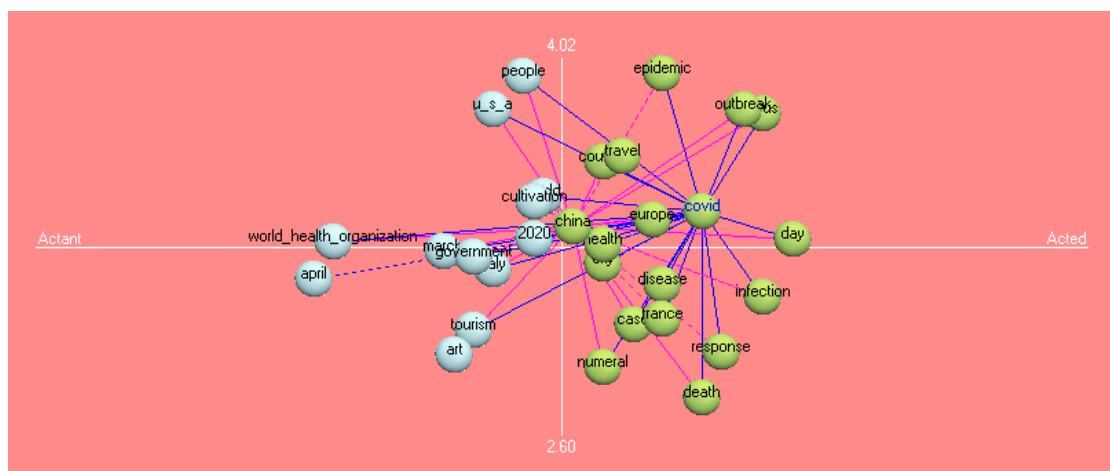 4.02
people
epidemic
u_s_a
outbreak
us
travel
cultivation
china
europe
covid
world_health_organization
2020
health
day
Actant
Acted
government
april
disease
infection
tourism
france
art
numeral
response
death
2.60